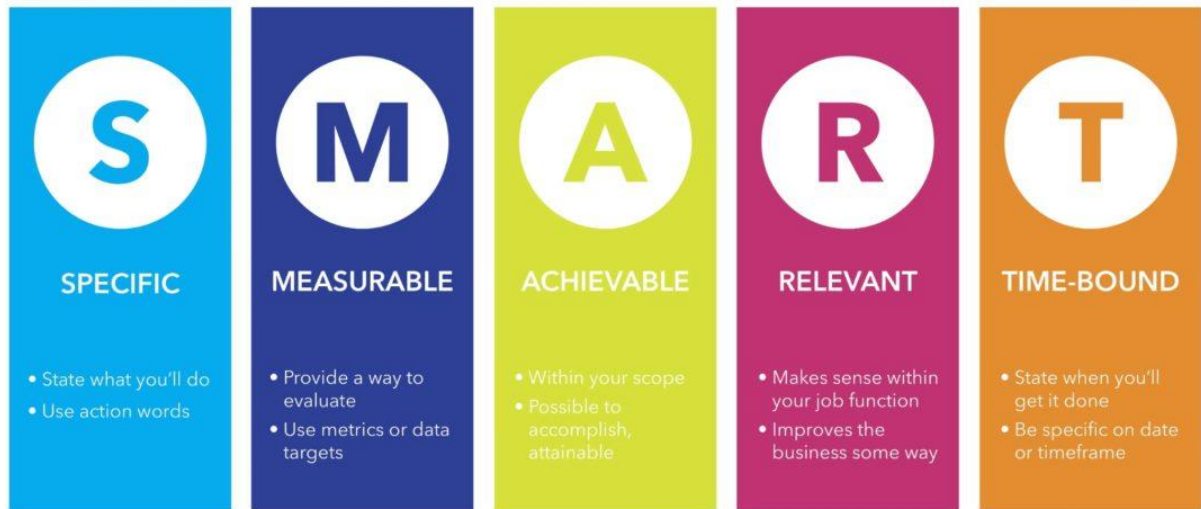 S
SPECIFIC
• State what you'll do
• Use action words
M
MEASURABLE
• Provide a way to
evaluate
• Use metrics or data
targets
A
ACHIEVABLE
• Within your scope
• Possible to
accomplish,
attainable
R
RELEVANT
• Makes sense within
your job function
• Improves the
business some way
T
TIME-BOUND
• State when you'll
get it done
• Be specific on date
or timeframe